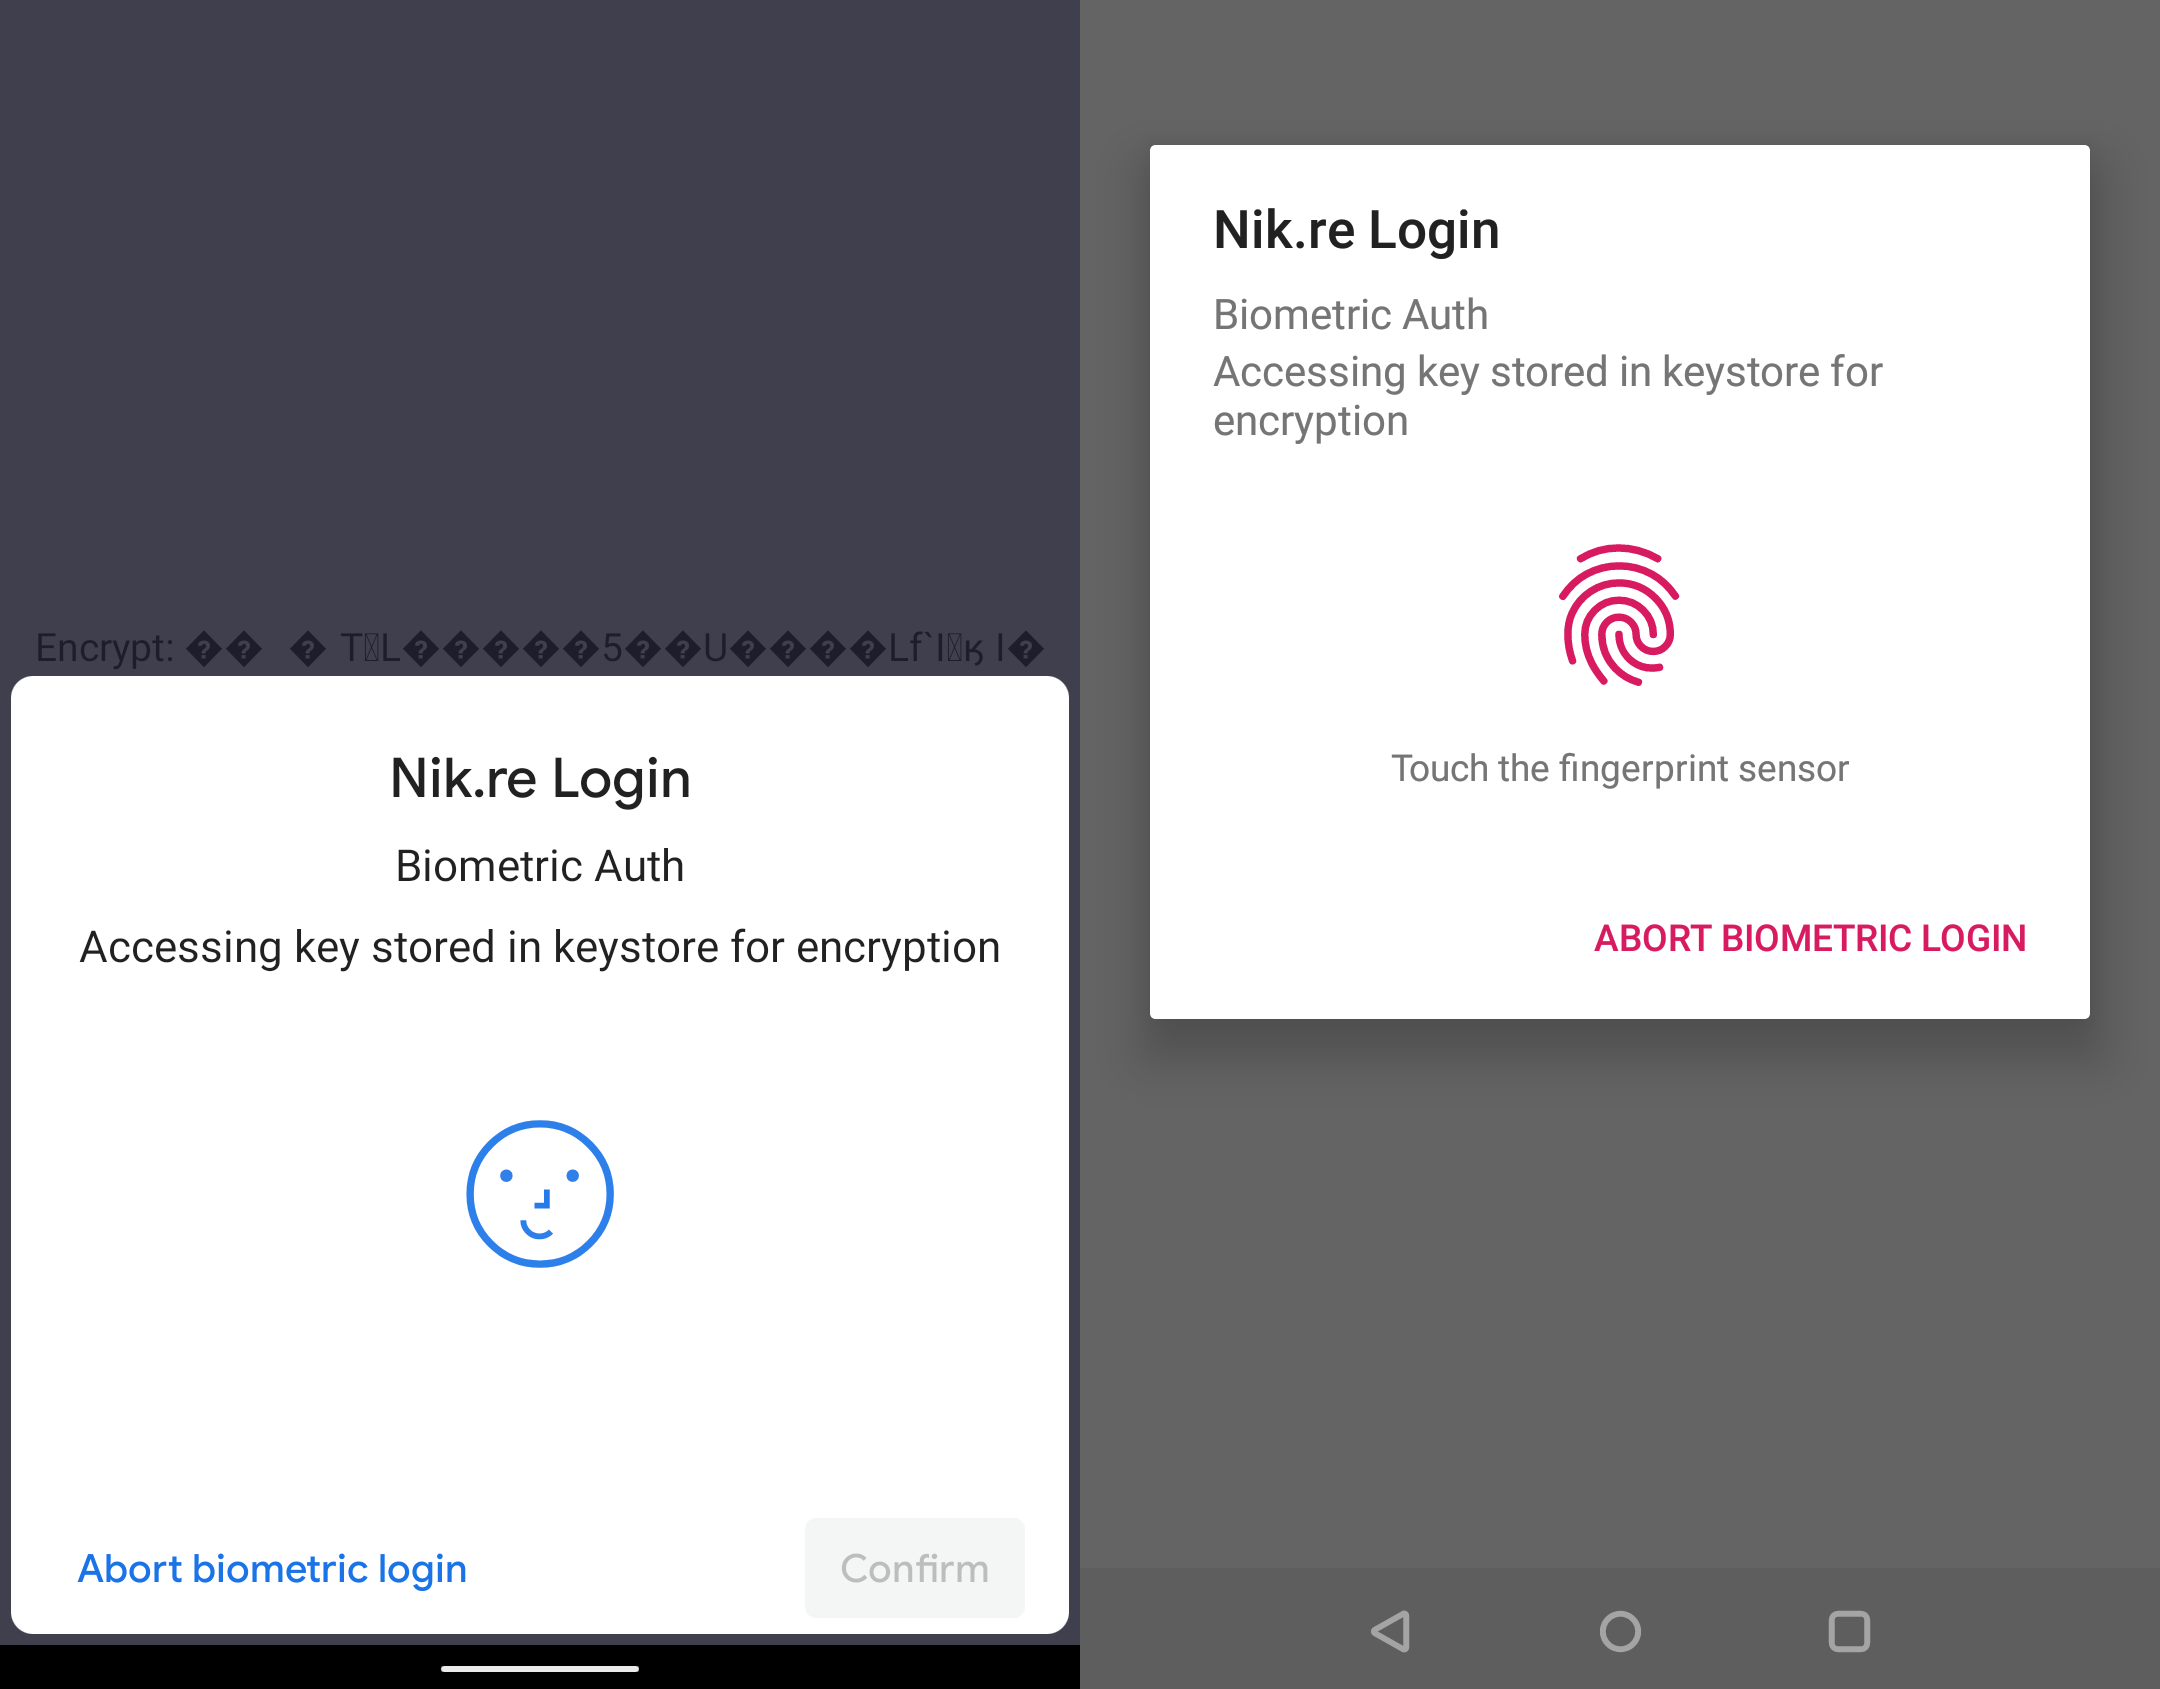 Encrypt: �� � T▯L�����5��U����Lf`I▯ӄ I�
Nik.re Login
Biometric Auth
Accessing key stored in keystore for encryption
Abort biometric login
Confirm
Nik.re Login
Biometric Auth
Accessing key stored in keystore for
encryption
Touch the fingerprint sensor
ABORT BIOMETRIC LOGIN